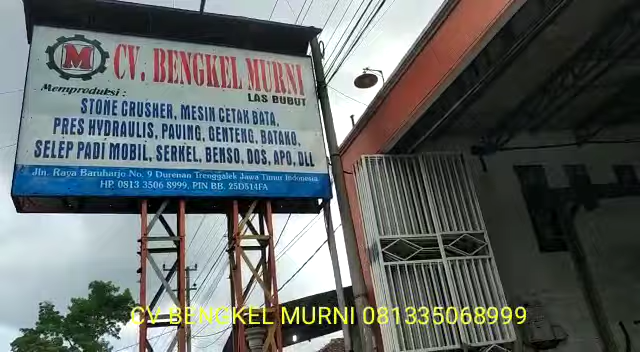 M
CV. BENGKEL MURNI
LAS BUBUT
Memproduksi :
STONE CRUSHER, MESIN CETAK BATA,
PRES HYDRAULIS, PAVING, GENTENG, BATAKO,
SELEP PADI MOBIL, SERKEL, BENSO, DOS, APO, DLL
Jln. Raya Baruharjo No. 9 Durenan Trenggalek Jawa Timur Indonesia
HP. 0813 3506 8999, PIN BB. 25D514FA
CV BENGKEL MURNI 081335068999